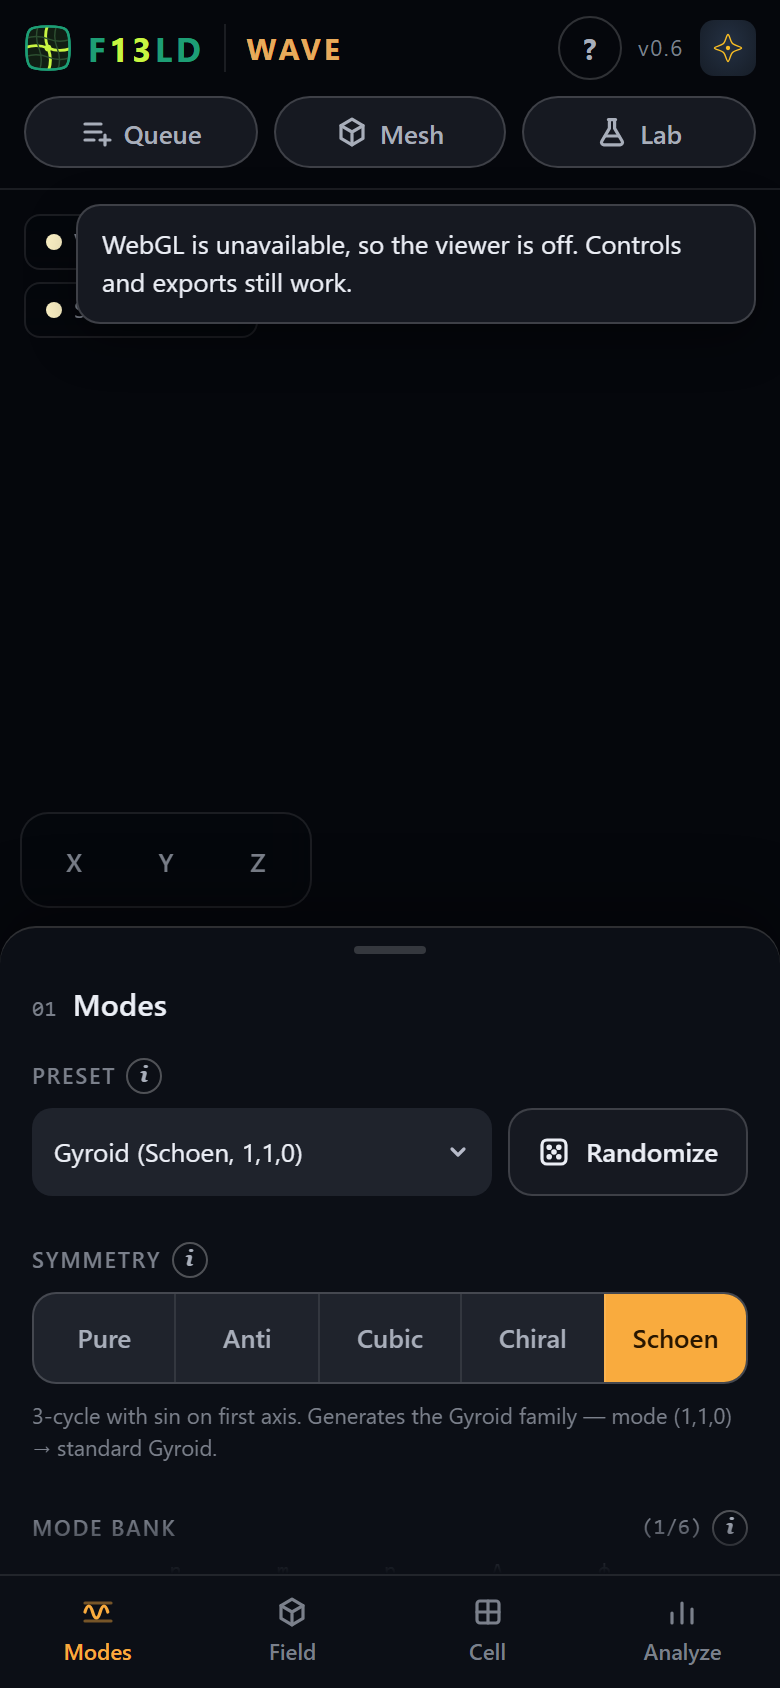 F13LD WAVE
?
v0.6
Queue
Mesh
Lab
WebGL is unavailable, so the viewer is off. Controls
and exports still work.
X Y Z
01 Modes
PRESET i
Gyroid (Schoen, 1,1,0)
Randomize
SYMMETRY i
Pure
Anti
Cubic
Chiral
Schoen
3-cycle with sin on first axis. Generates the Gyroid family — mode (1,1,0)
→ standard Gyroid.
MODE BANK (1/6) i
Modes
Field
Cell
Analyze